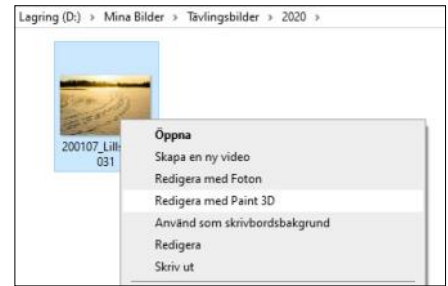 Lagring (D:) › Mina Bilder › Tävlingsbilder › 2020 ›
200107_Lill
031
Öppna
Skapa en ny video
Redigera med Foton
Redigera med Paint 3D
Använd som skrivbordsbakgrund
Redigera
Skriv ut